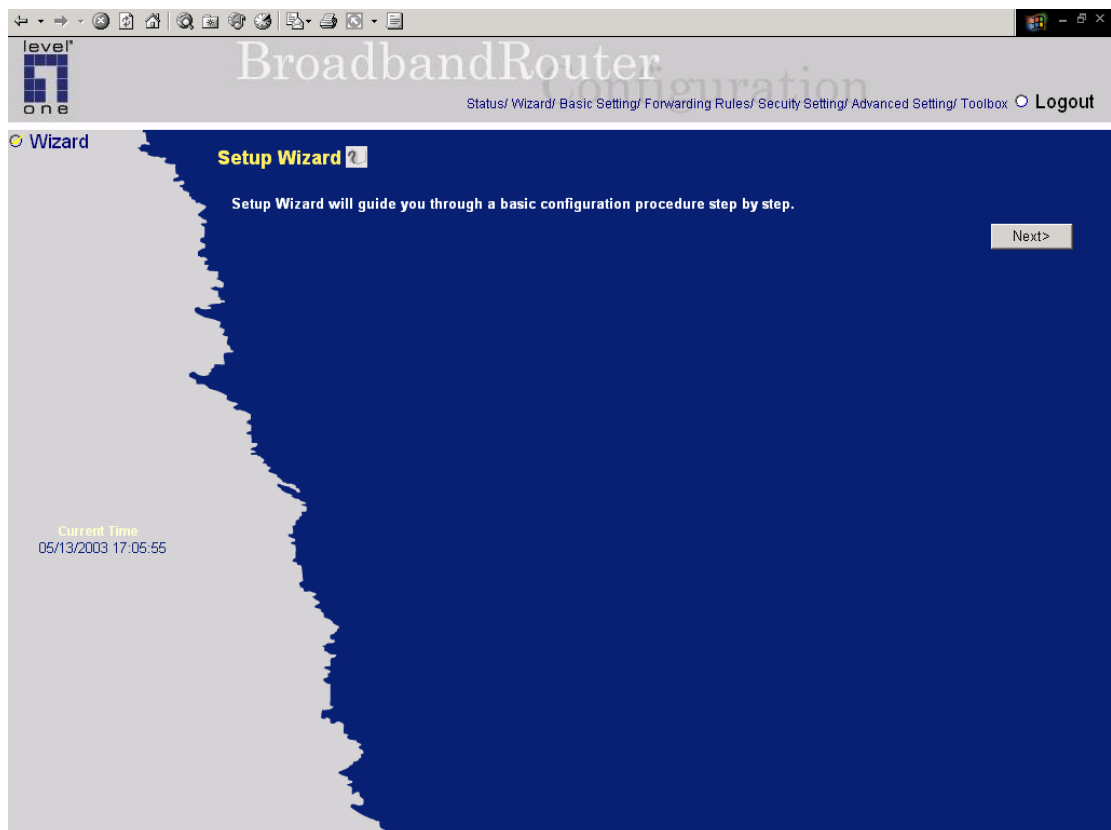 level
one
BroadbandRouter
Configuration
Status/ Wizard/ Basic Setting/ Forwarding Rules/ Secuity Setting/ Advanced Setting/ Toolbox Logout
Wizard
Setup Wizard
Setup Wizard will guide you through a basic configuration procedure step by step.
Next>
Current Time
05/13/2003 17:05:55